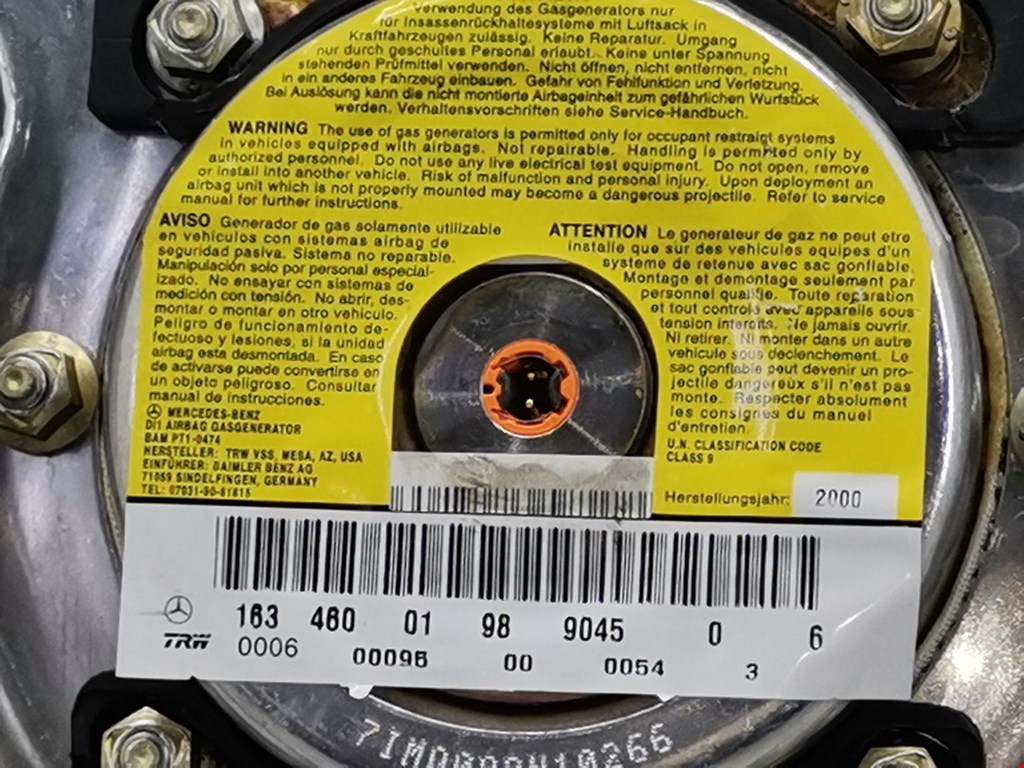 Verwendung des Gasgenerators nur
für Insassenrückhaltesysteme mit Luftsack in
Kraftfahrzeugen zulässig. Keine Reparatur. Umgang
nur durch geschultes Personal erlaubt. Keine unter Spannung
stehenden Prüfmittel verwenden. Nicht öffnen, nicht entfernen, nicht
in ein anderes Fahrzeug einbauen. Gefahr von Fehlfunktion und Verletzung.
Bei Auslösung kann die nicht montierte Airbageinheit zum gefährlichen Wurfstück
werden. Verhaltensvorschriften siehe Service-Handbuch.
WARNING The use of gas generators is permitted only for occupant restraint systems
in vehicles equipped with airbags. Not repairable. Handling is permitted only by
authorized personnel. Do not use any live electrical test equipment. Do not open, remove
or install into another vehicle. Risk of malfunction and personal injury. Upon deployment an
airbag unit which is not properly mounted may become a dangerous projectile. Refer to service
manual for further instructions.
AVISO Generador de gas solamente utilizable
en vehiculos con sistemas airbag de
seguridad pasiva. Sistema no reparable.
Manipulación solo por personal especial-
izado. No ensayar con sistemas de
medición con tensión. No abrir, des-
montar o montar en otro vehiculo.
Peligro de funcionamiento de-
fectuoso y lesiones, si la unidad
airbag esta desmontada. En caso
de activarse puede convertirse en
un objeto peligroso. Consultar
manual de instrucciones.
MERCEDES-BENZ
DI1 AIRBAG GASGENERATOR
BAM PT1-0474
HERSTELLER: TRW VSS, MESA, AZ, USA
EINFÜHRER: DAIMLER BENZ AG
71059 SINDELFINGEN, GERMANY
TEL: 07031-90-81615
ATTENTION Le generateur de gaz ne peut etre
installe que sur des vehicules equipes d'un
systeme de retenue avec sac gonflable.
Montage et demontage seulement par
personnel qualifie. Toute reparation
et tout controle avec appareils sous
tension interdits. Ne jamais ouvrir.
Ni retirer. Ni monter dans un autre
vehicule sous declenchement. Le
sac gonflable peut devenir un pro-
jectile dangereux s'il n'est pas
monte. Respecter absolument
les consignes du manuel
d'entretien.
U.N. CLASSIFICATION CODE
CLASS 9
Herstellungsjahr: 2000
163 460 01 98 9045 0 6
TRW
0006 00096 00 0054 3